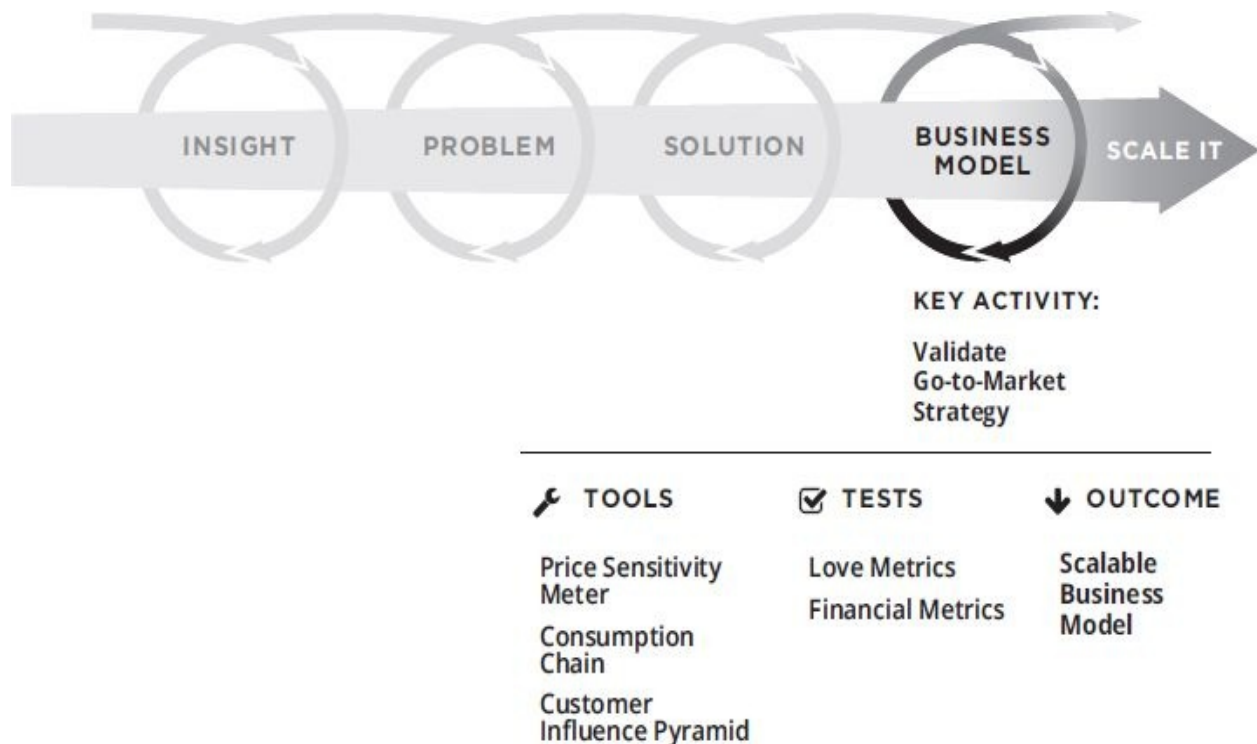 INSIGHT
PROBLEM
SOLUTION
BUSINESS
MODEL
SCALE IT
KEY ACTIVITY:
Validate
Go-to-Market
Strategy
TOOLS
Price Sensitivity
Meter
Consumption
Chain
Customer
Influence Pyramid
TESTS
Love Metrics
Financial Metrics
OUTCOME
Scalable
Business
Model